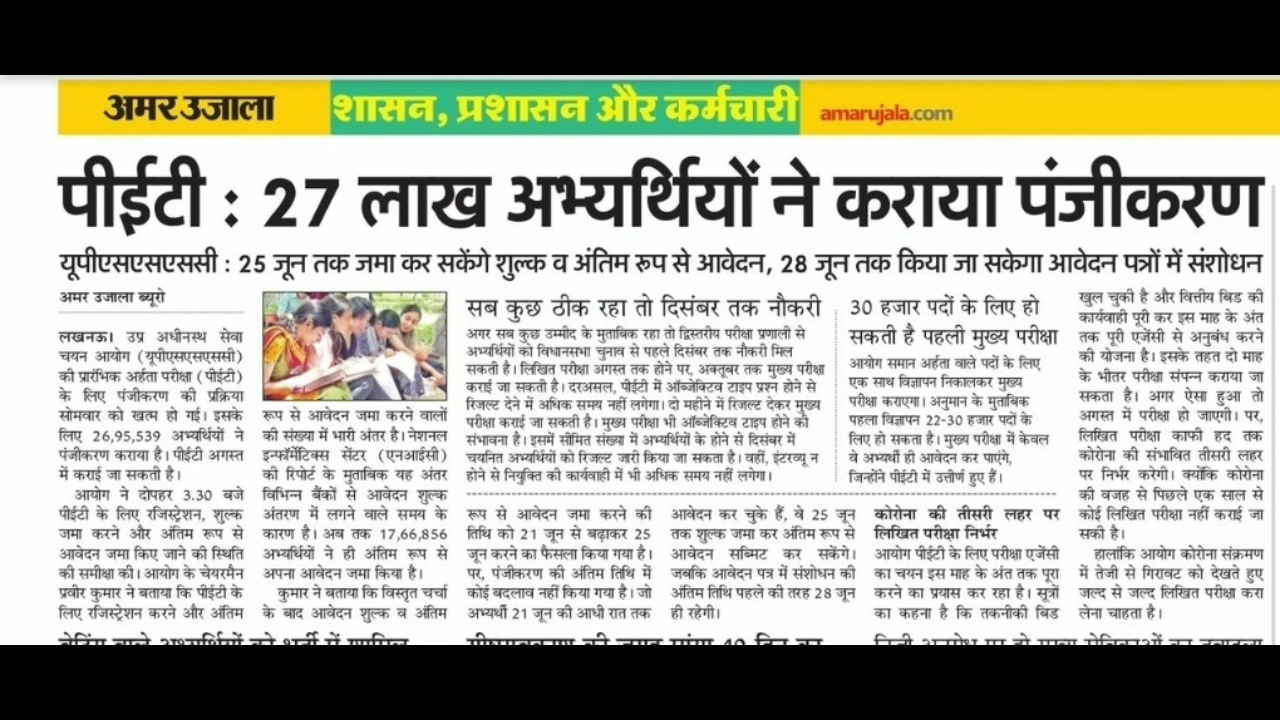 अमर उजाला
शासन, प्रशासन और कर्मचारी
amarujala.com
पीईटी : 27 लाख अभ्यर्थियों ने कराया पंजीकरण
यूपीएसएसएससी : 25 जून तक जमा कर सकेंगे शुल्क व अंतिम रूप से आवेदन, 28 जून तक किया जा सकेगा आवेदन पत्रों में संशोधन
अमर उजाला ब्यूरो
लखनऊ। उप्र अधीनस्थ सेवा
चयन आयोग (यूपीएसएसएससी)
की प्रारंभिक अर्हता परीक्षा (पीईटी)
के लिए पंजीकरण की प्रक्रिया
सोमवार को खत्म हो गई। इसके
लिए 26,95,539 अभ्यर्थियों ने
पंजीकरण कराया है। पीईटी अगस्त
में कराई जा सकती है।
आयोग ने दोपहर 3.30 बजे
पीईटी के लिए रजिस्ट्रेशन, शुल्क
जमा करने और अंतिम रूप से
आवेदन जमा किए जाने की स्थिति
की समीक्षा की। आयोग के चेयरमैन
प्रवीर कुमार ने बताया कि पीईटी के
लिए रजिस्ट्रेशन करने और अंतिम
रूप से आवेदन जमा करने वालों
की संख्या में भारी अंतर है। नेशनल
इन्फॉर्मेटिक्स सेंटर (एनआईसी)
की रिपोर्ट के मुताबिक यह अंतर
विभिन्न बैंकों से आवेदन शुल्क
अंतरण में लगने वाले समय के
कारण है। अब तक 17,66,856
अभ्यर्थियों ने ही अंतिम रूप से
अपना आवेदन जमा किया है।
कुमार ने बताया कि विस्तृत चर्चा
के बाद आवेदन शुल्क व अंतिम
सब कुछ ठीक रहा तो दिसंबर तक नौकरी
अगर सब कुछ उम्मीद के मुताबिक रहा तो द्विस्तरीय परीक्षा प्रणाली से
अभ्यर्थियों को विधानसभा चुनाव से पहले दिसंबर तक नौकरी मिल
सकती है। लिखित परीक्षा अगस्त तक होने पर, अक्तूबर तक मुख्य परीक्षा
कराई जा सकती है। दरअसल, पीईटी में ऑब्जेक्टिव टाइप प्रश्न होने से
रिजल्ट देने में अधिक समय नहीं लगेगा। दो महीने में रिजल्ट देकर मुख्य
परीक्षा कराई जा सकती है। मुख्य परीक्षा भी ऑब्जेक्टिव टाइप होने की
संभावना है। इसमें सीमित संख्या में अभ्यर्थियों के होने से दिसंबर में
चयनित अभ्यर्थियों को रिजल्ट जारी किया जा सकता है। वहीं, इंटरव्यू न
होने से नियुक्ति की कार्यवाही में भी अधिक समय नहीं लगेगा।
30 हजार पदों के लिए हो
सकती है पहली मुख्य परीक्षा
आयोग समान अर्हता वाले पदों के लिए
एक साथ विज्ञापन निकालकर मुख्य
परीक्षा कराएगा। अनुमान के मुताबिक
पहला विज्ञापन 22-30 हजार पदों के
लिए हो सकता है। मुख्य परीक्षा में केवल
वे अभ्यर्थी ही आवेदन कर पाएंगे,
जिन्होंने पीईटी में उत्तीर्ण हुए हैं।
रूप से आवेदन जमा करने की
तिथि को 21 जून से बढ़ाकर 25
जून करने का फैसला किया गया है।
पर, पंजीकरण की अंतिम तिथि में
कोई बदलाव नहीं किया गया है। जो
अभ्यर्थी 21 जून की आधी रात तक
आवेदन कर चुके हैं, वे 25 जून
तक शुल्क जमा कर अंतिम रूप से
आवेदन सब्मिट कर सकेंगे।
जबकि आवेदन पत्र में संशोधन की
अंतिम तिथि पहले की तरह 28 जून
ही रहेगी।
कोरोना की तीसरी लहर पर
लिखित परीक्षा निर्भर
आयोग पीईटी के लिए परीक्षा एजेंसी
का चयन इस माह के अंत तक पूरा
करने का प्रयास कर रहा है। सूत्रों
का कहना है कि तकनीकी बिड
खुल चुकी है और वित्तीय बिड की
कार्यवाही पूरी कर इस माह के अंत
तक पूरी एजेंसी से अनुबंध करने
की योजना है। इसके तहत दो माह
के भीतर परीक्षा संपन्न कराया जा
सकता है। अगर ऐसा हुआ तो
अगस्त में परीक्षा हो जाएगी। पर,
लिखित परीक्षा काफी हद तक
कोरोना की संभावित तीसरी लहर
पर निर्भर करेगी। क्योंकि कोरोना
की वजह से पिछले एक साल से
कोई लिखित परीक्षा नहीं कराई जा
सकी है।
हालांकि आयोग कोरोना संक्रमण
में तेजी से गिरावट को देखते हुए
जल्द से जल्द लिखित परीक्षा करा
लेना चाहता है।